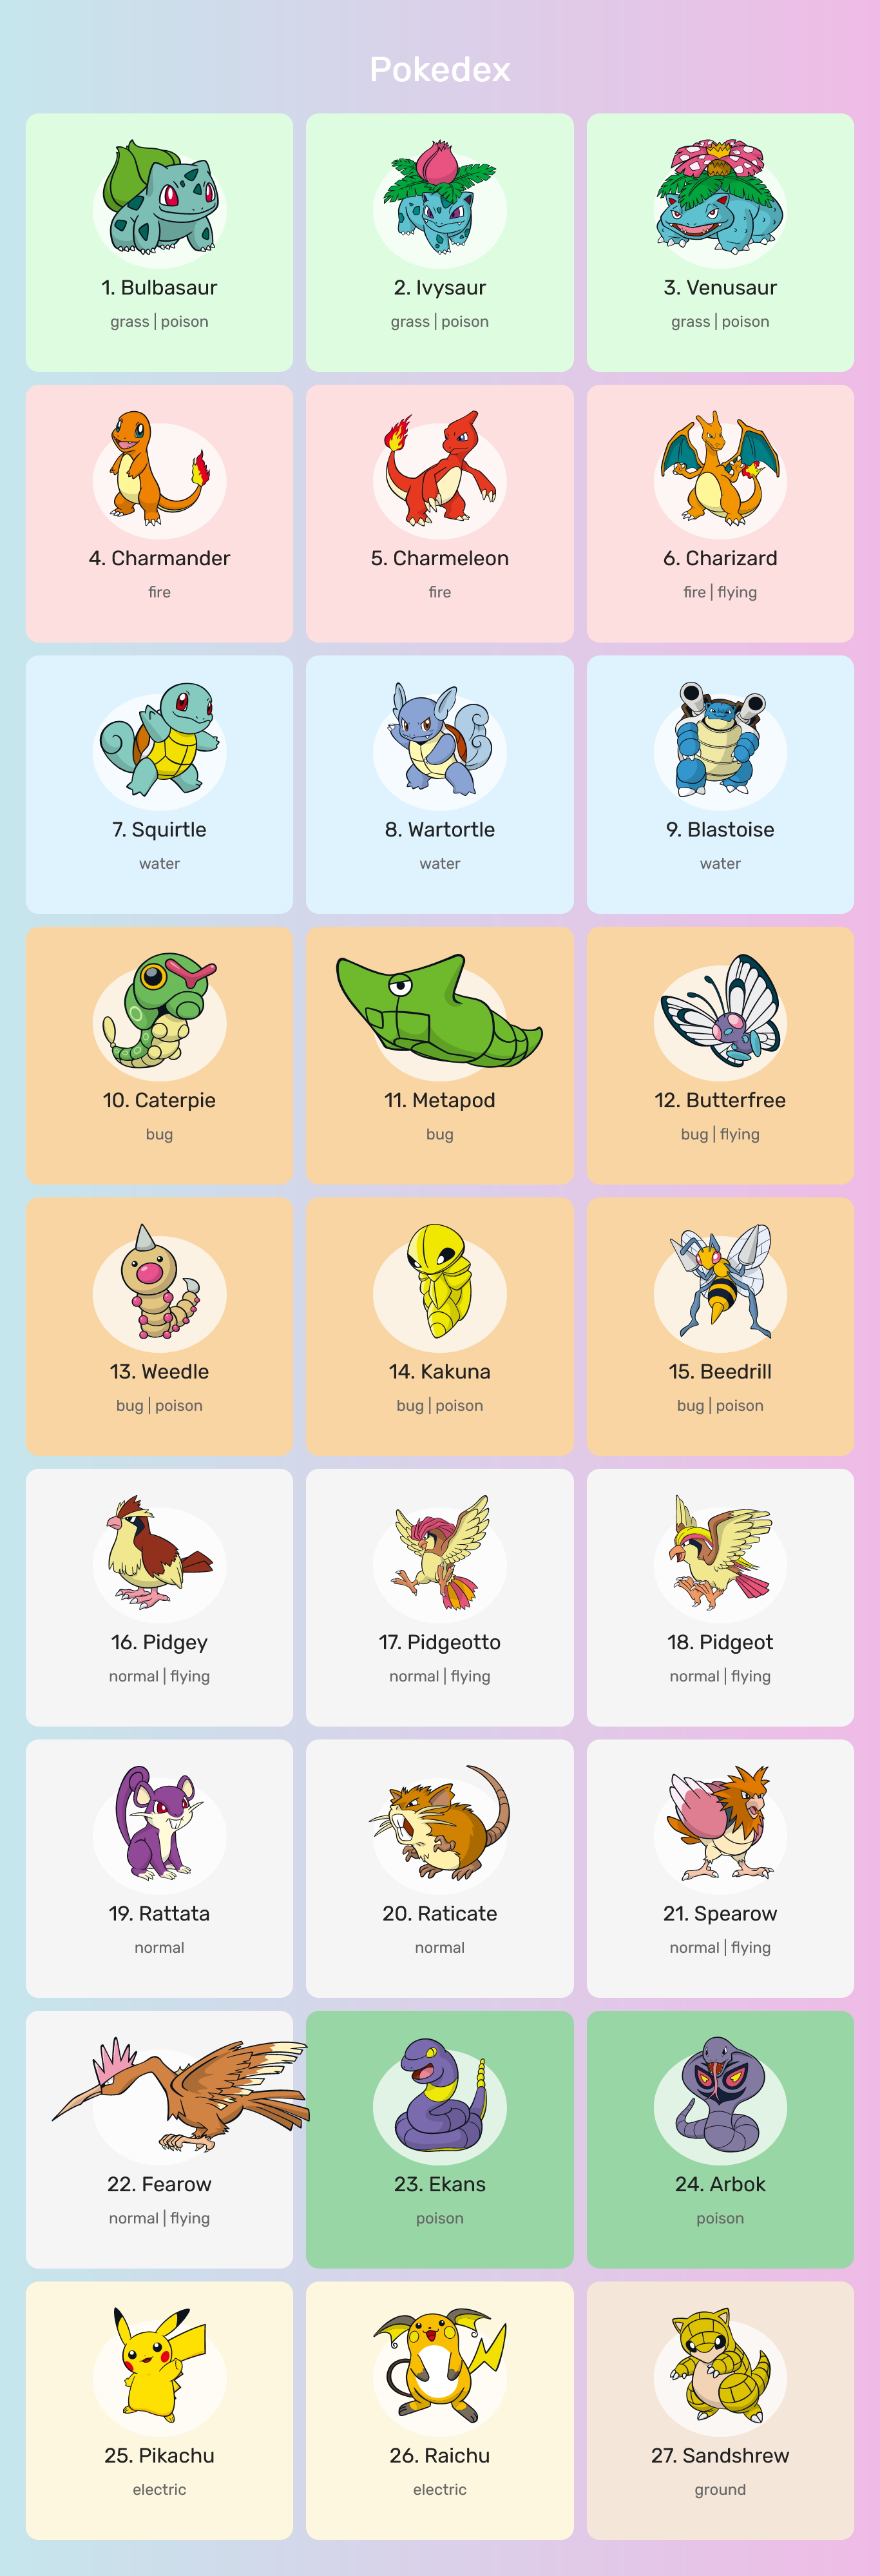 Pokedex
1. Bulbasaur
grass | poison
2. Ivysaur
grass | poison
3. Venusaur
grass | poison
4. Charmander
fire
5. Charmeleon
fire
6. Charizard
fire | flying
7. Squirtle
water
8. Wartortle
water
9. Blastoise
water
10. Caterpie
bug
11. Metapod
bug
12. Butterfree
bug | flying
13. Weedle
bug | poison
14. Kakuna
bug | poison
15. Beedrill
bug | poison
16. Pidgey
normal | flying
17. Pidgeotto
normal | flying
18. Pidgeot
normal | flying
19. Rattata
normal
20. Raticate
normal
21. Spearow
normal | flying
22. Fearow
normal | flying
23. Ekans
poison
24. Arbok
poison
25. Pikachu
electric
26. Raichu
electric
27. Sandshrew
ground